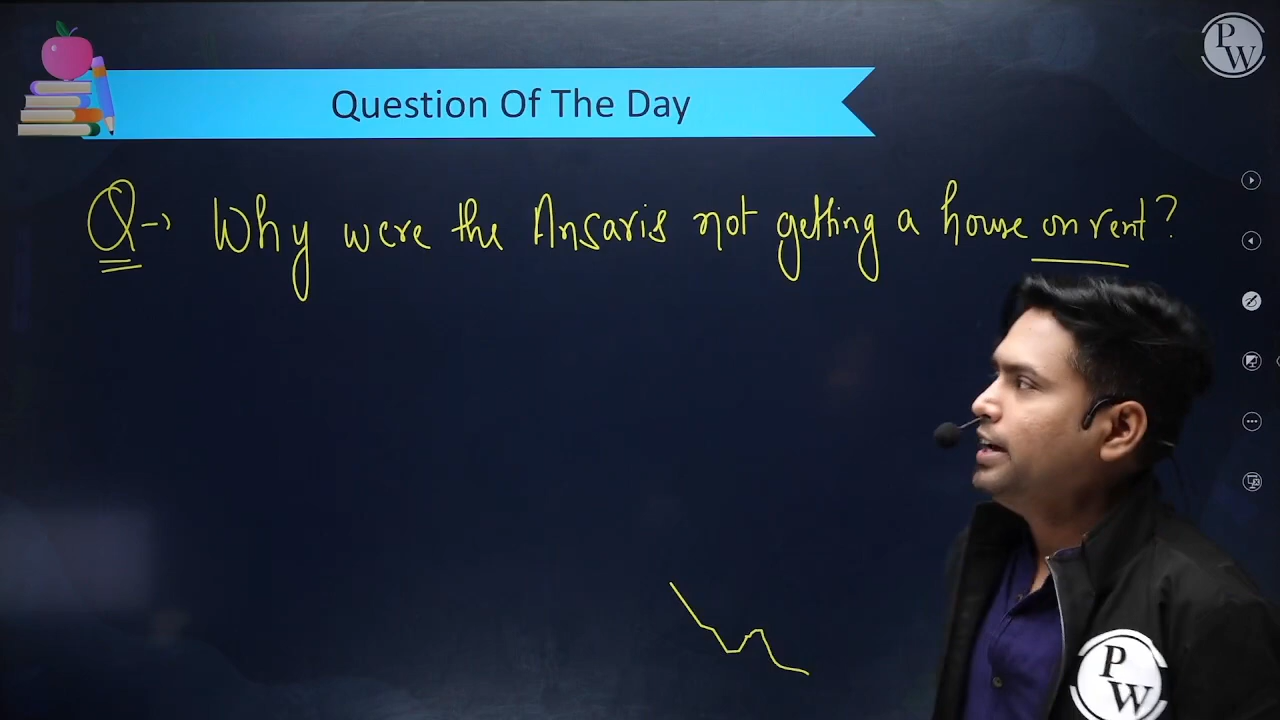 PW
Question Of The Day
Q→ Why were the Ansaris not getting a house on rent?
PW